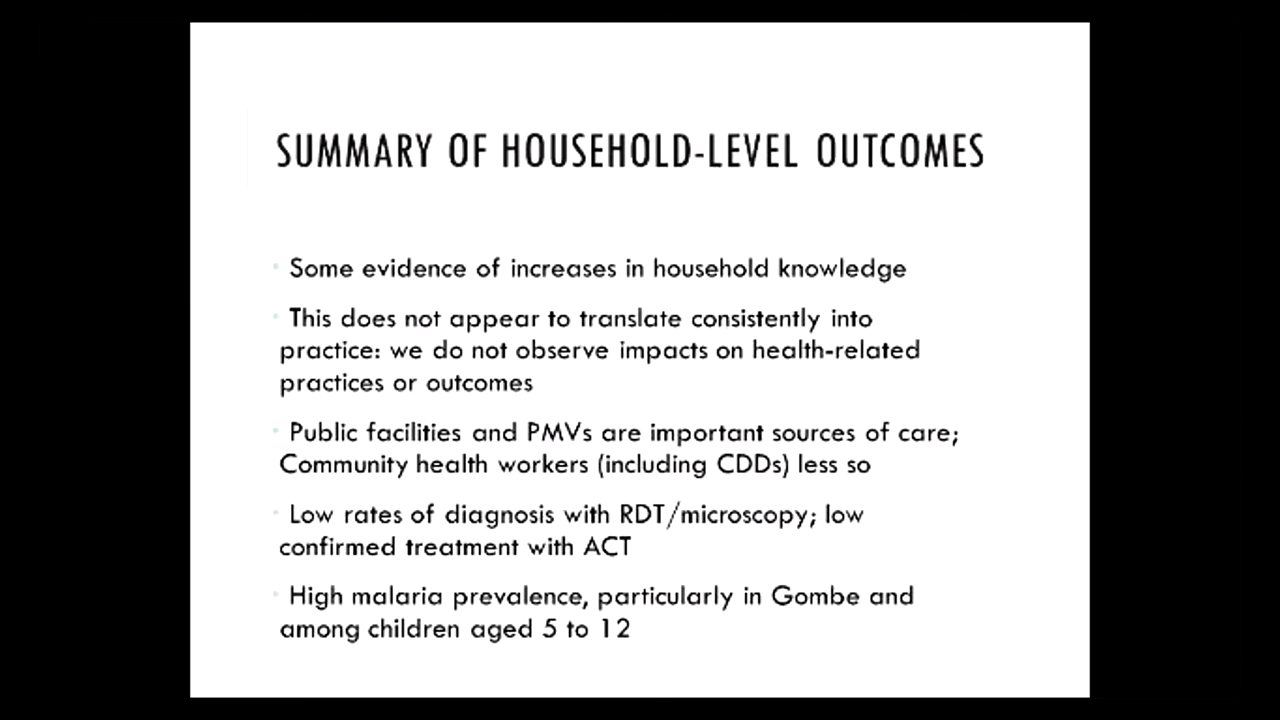 SUMMARY OF HOUSEHOLD-LEVEL OUTCOMES
Some evidence of increases in household knowledge
This does not appear to translate consistently into
practice: we do not observe impacts on health-related
practices or outcomes
Public facilities and PMVs are important sources of care;
Community health workers (including CDDs) less so
Low rates of diagnosis with RDT/microscopy; low
confirmed treatment with ACT
High malaria prevalence, particularly in Gombe and
among children aged 5 to 12